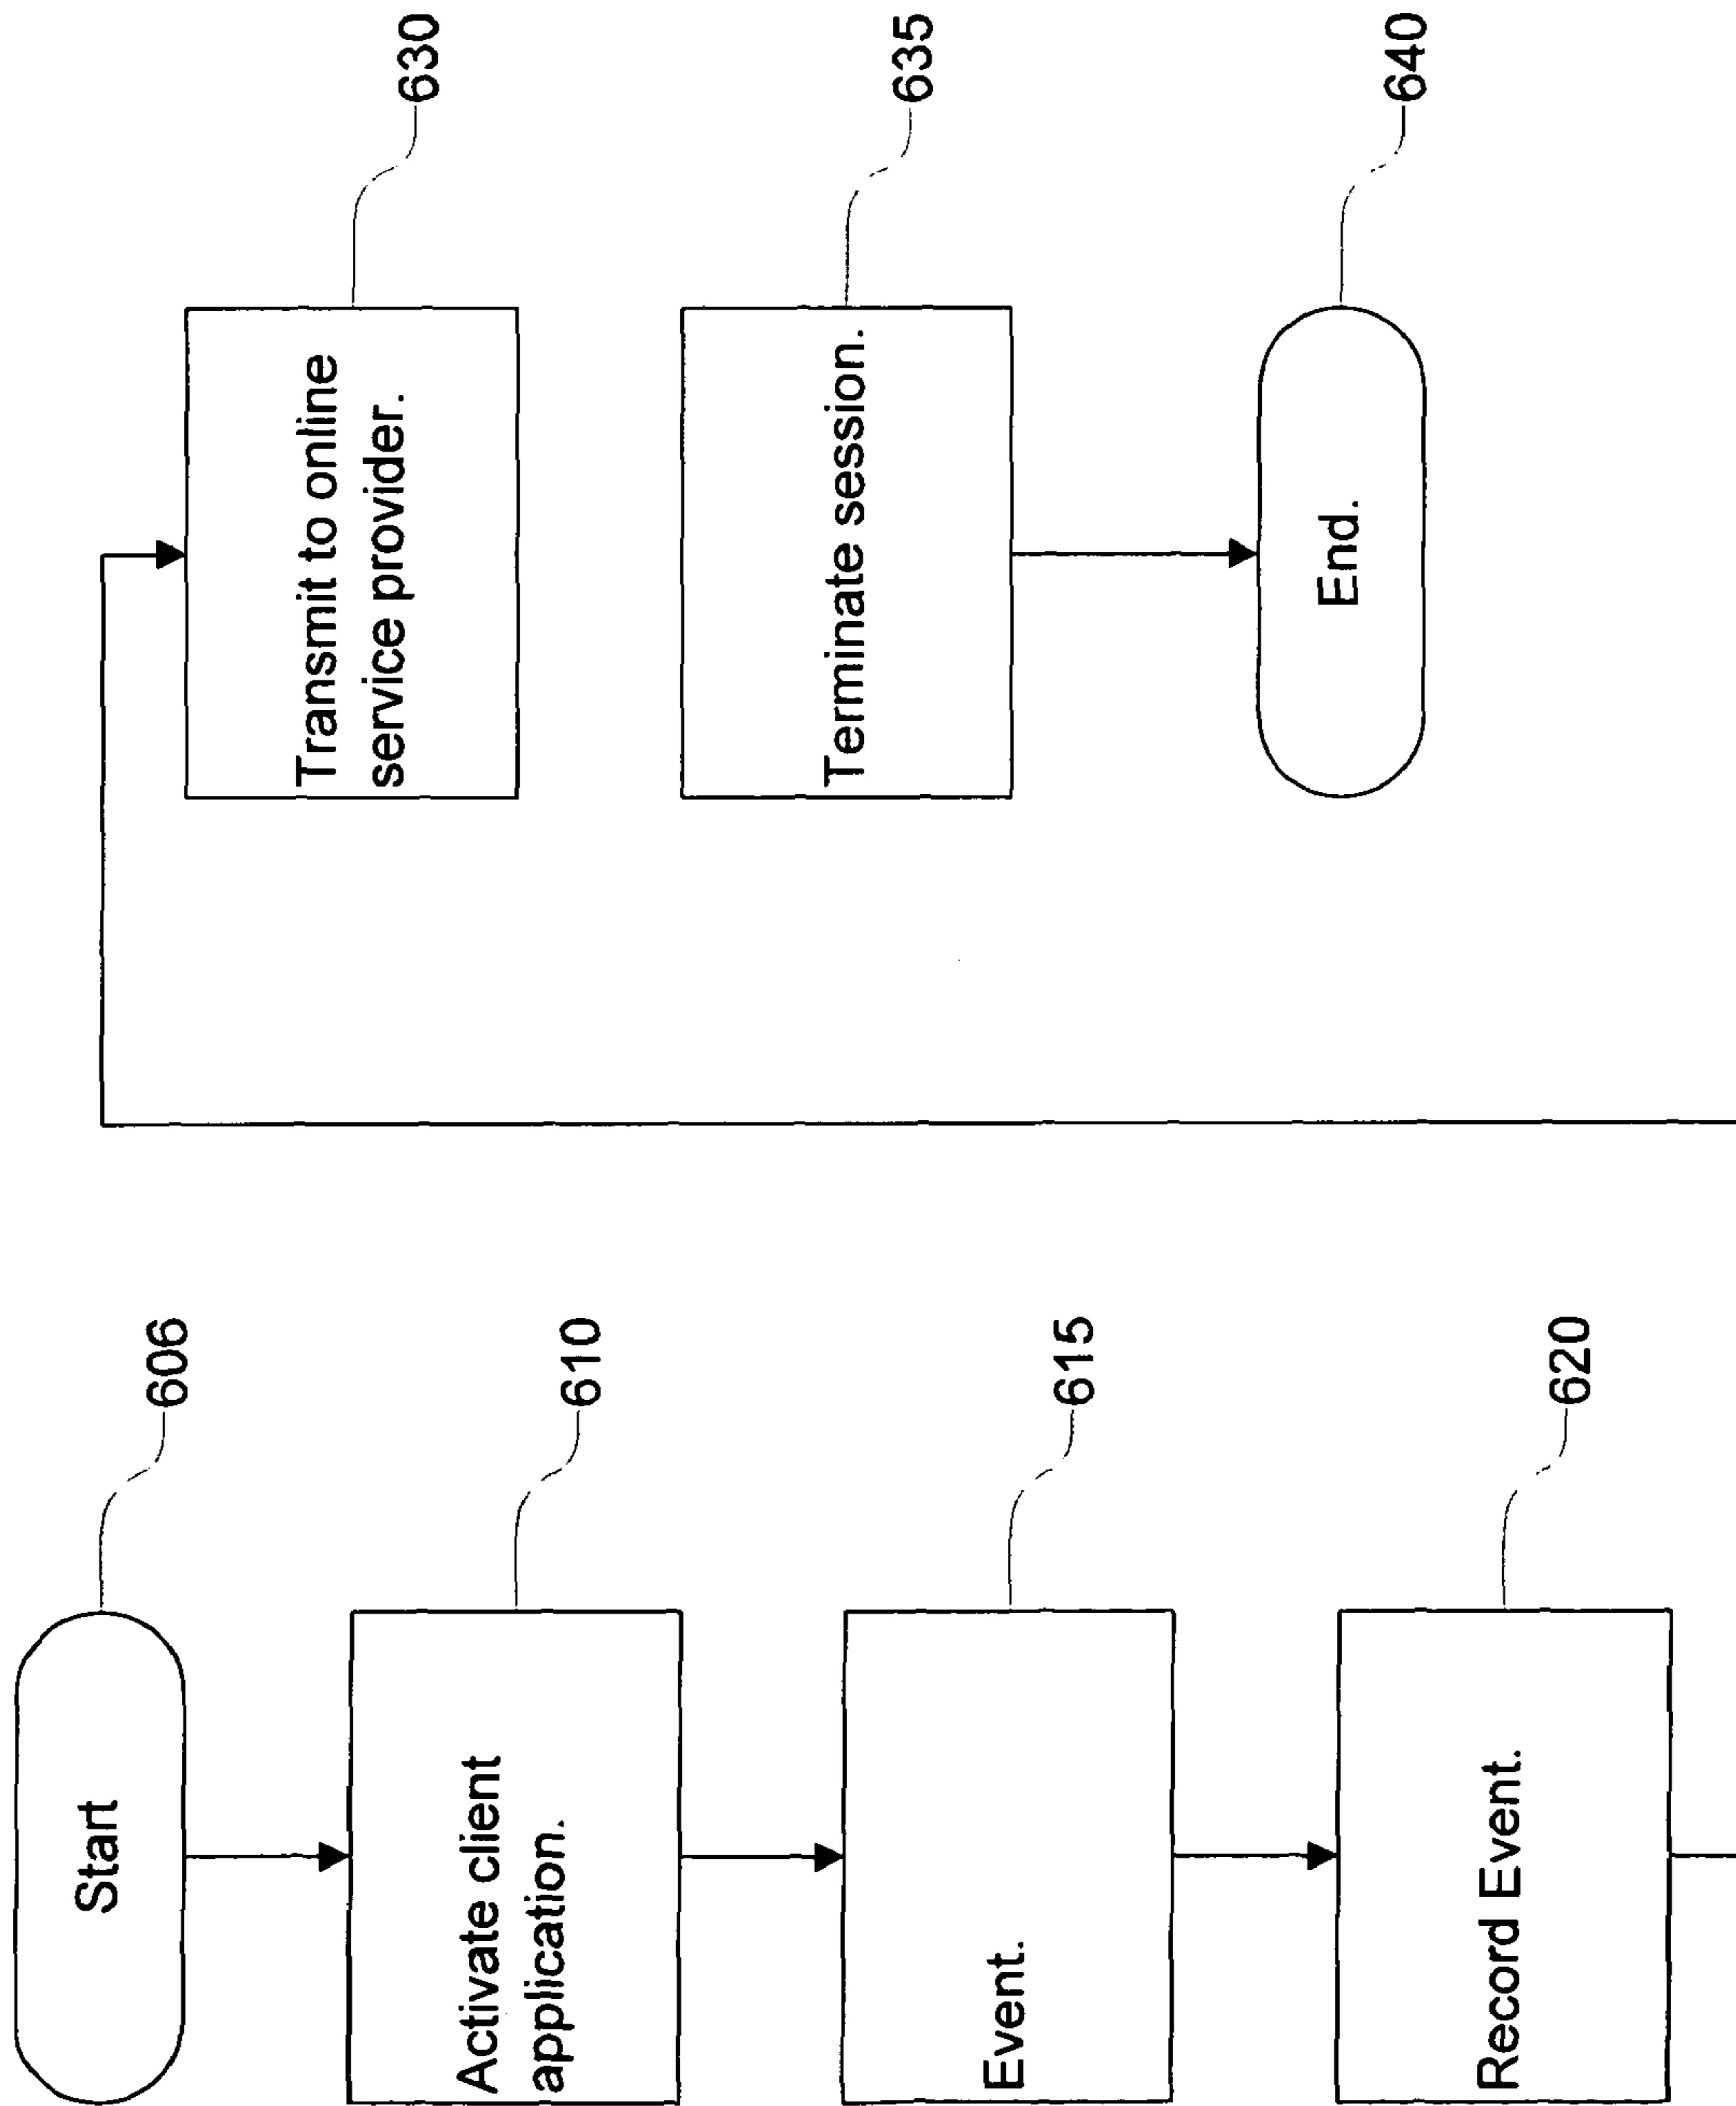 Start
606
Activate client
application.
610
Event.
615
Record Event.
620
Transmit to online
service provider.
630
Terminate session.
635
End.
640